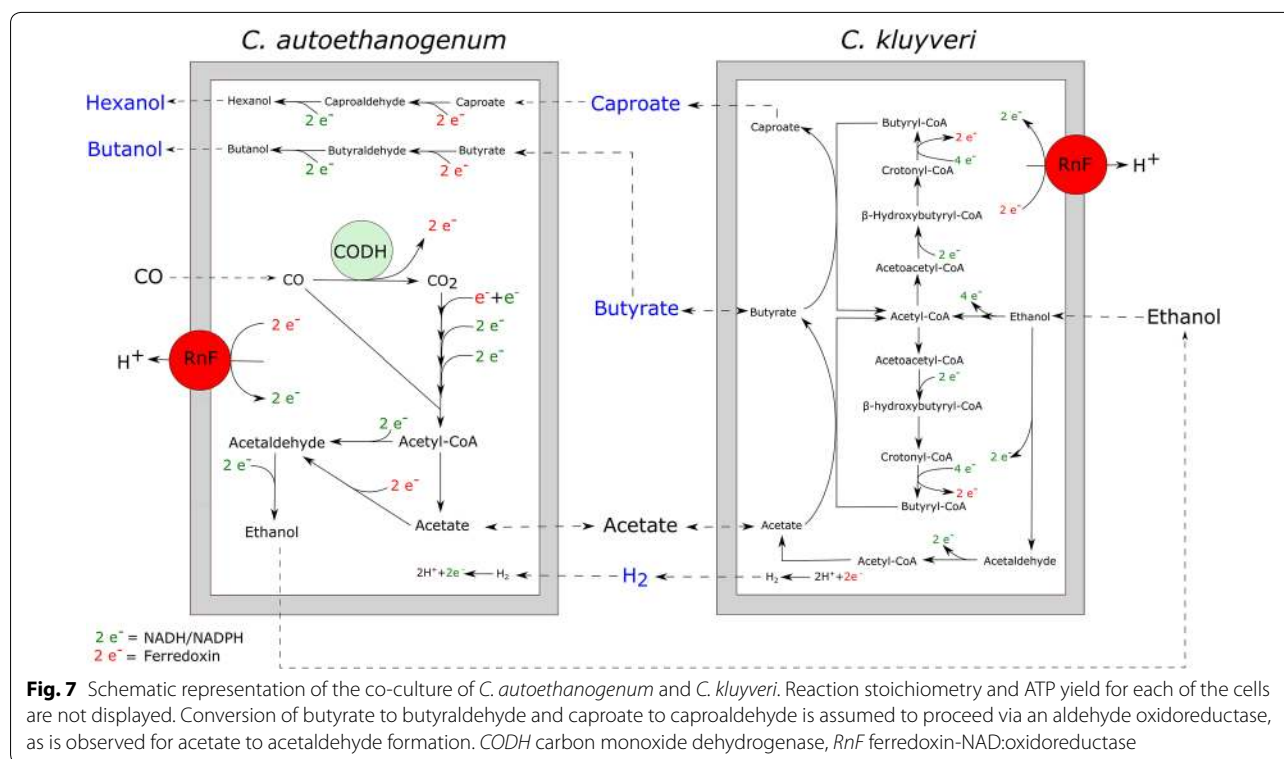 C. autoethanogenum
C. kluyveri
Hexanol
Hexanol
Caproaldehyde
Caproate
Caproate
2 e⁻
2 e⁻
Butanol
Butanol
Butyraldehyde
Butyrate
2 e⁻
2 e⁻
CODH
2 e⁻
CO
CO
CO₂
e⁻+e⁻
2 e⁻
2 e⁻
2 e⁻
H⁺
RnF
2 e⁻
2 e⁻
Acetaldehyde
Acetyl-CoA
2 e⁻
2 e⁻
Ethanol
Acetate
2H⁺+2e⁻
H₂
Butyrate
Acetate
H₂
Caproate
Butyryl-CoA
2 e⁻
4 e⁻
Crotonyl-CoA
β-Hydroxybutyryl-CoA
2 e⁻
Acetoacetyl-CoA
2 e⁻
RnF
H⁺
2 e⁻
Butyrate
Acetyl-CoA
4 e⁻
Ethanol
Ethanol
Acetoacetyl-CoA
2 e⁻
β-hydroxybutyryl-CoA
Crotonyl-CoA
4 e⁻
2 e⁻
2 e⁻
Butyryl-CoA
Acetate
2 e⁻
Acetyl-CoA
Acetaldehyde
H₂
2H⁺+2e⁻
2 e⁻ = NADH/NADPH
2 e⁻ = Ferredoxin
Fig. 7 Schematic representation of the co-culture of C. autoethanogenum and C. kluyveri. Reaction stoichiometry and ATP yield for each of the cells
are not displayed. Conversion of butyrate to butyraldehyde and caproate to caproaldehyde is assumed to proceed via an aldehyde oxidoreductase,
as is observed for acetate to acetaldehyde formation. CODH carbon monoxide dehydrogenase, RnF ferredoxin-NAD:oxidoreductase